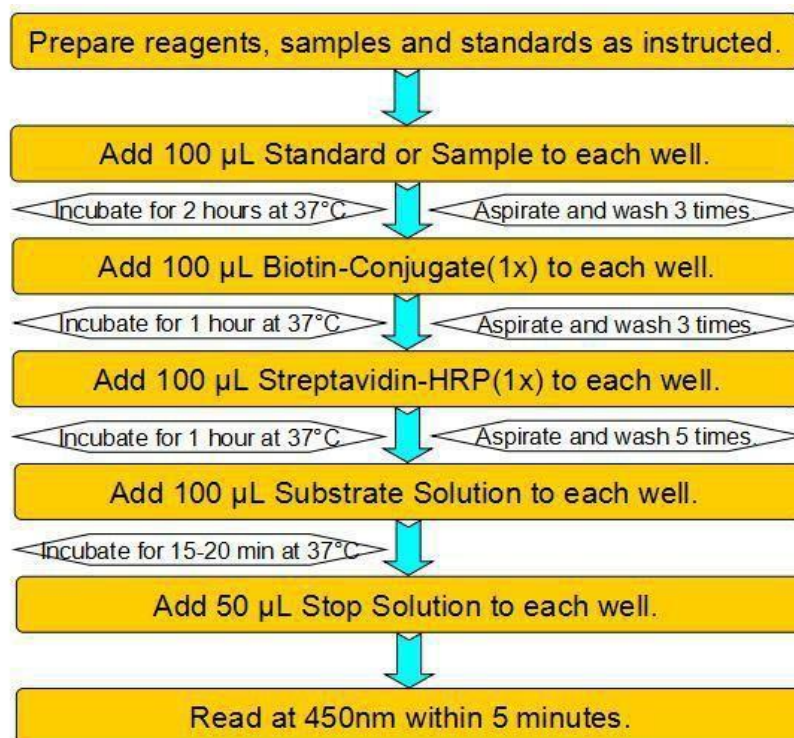 Prepare reagents, samples and standards as instructed.
Add 100 µL Standard or Sample to each well.
Incubate for 2 hours at 37°C
Aspirate and wash 3 times.
Add 100 µL Biotin-Conjugate(1x) to each well.
Incubate for 1 hour at 37°C
Aspirate and wash 3 times.
Add 100 µL Streptavidin-HRP(1x) to each well.
Incubate for 1 hour at 37°C
Aspirate and wash 5 times.
Add 100 µL Substrate Solution to each well.
Incubate for 15-20 min at 37°C
Add 50 µL Stop Solution to each well.
Read at 450nm within 5 minutes.